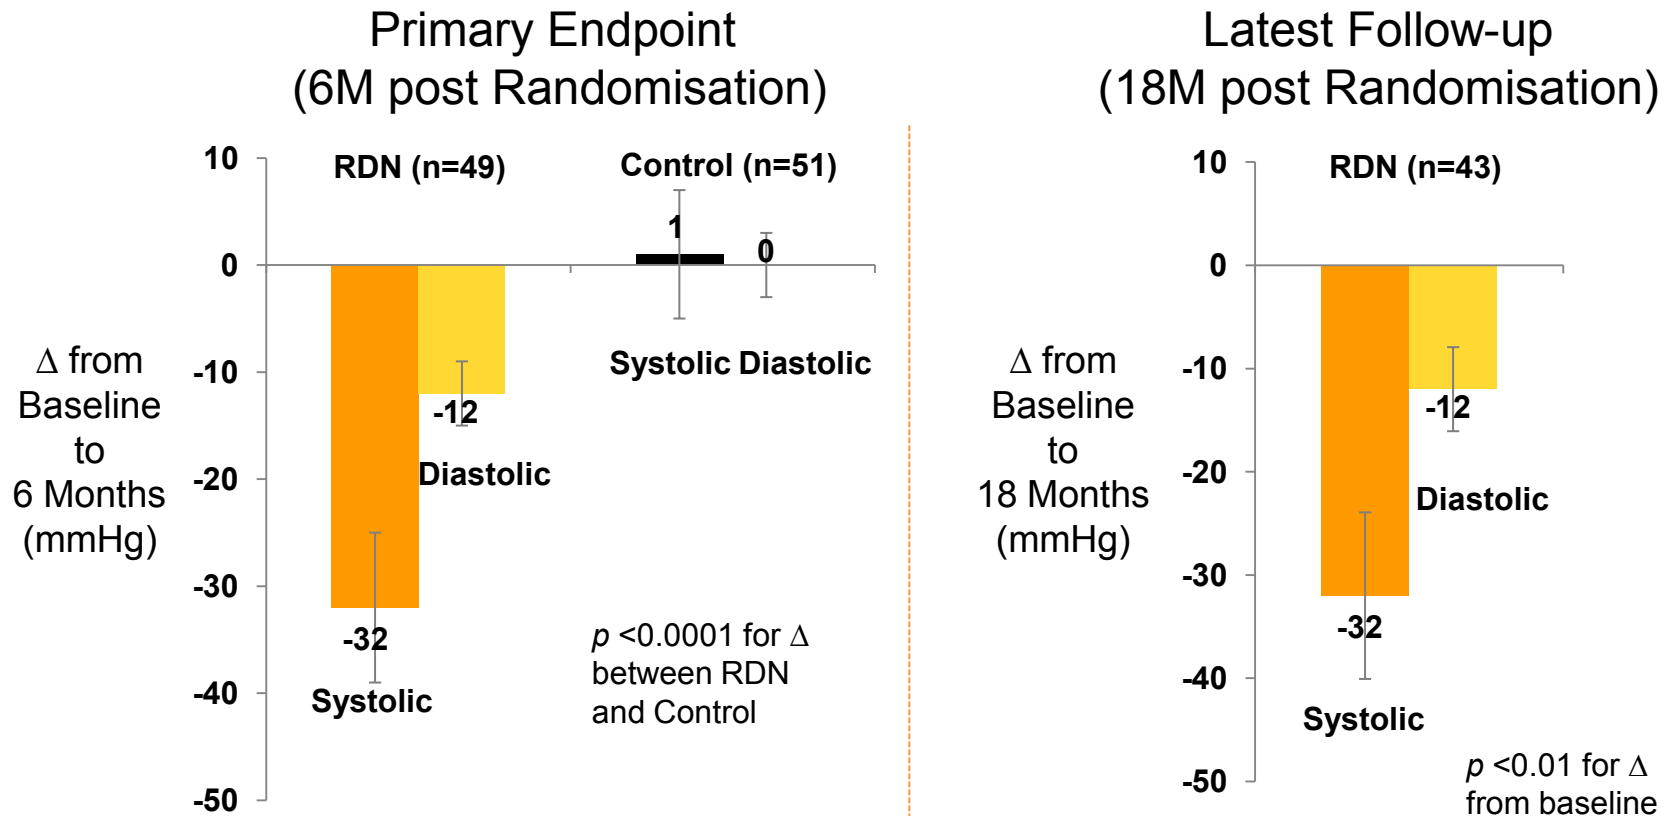 Primary Endpoint
(6M post Randomisation)
RDN (n=49)
Control (n=51)
10
0
-10
-20
-30
-40
-50
Δ from
Baseline
to
6 Months
(mmHg)
1
0
Systolic Diastolic
-12
Diastolic
-32
Systolic
p <0.0001 for Δ
between RDN
and Control
Latest Follow-up
(18M post Randomisation)
RDN (n=43)
10
0
-10
-20
-30
-40
-50
Δ from
Baseline
to
18 Months
(mmHg)
-12
Diastolic
-32
Systolic
p <0.01 for Δ
from baseline